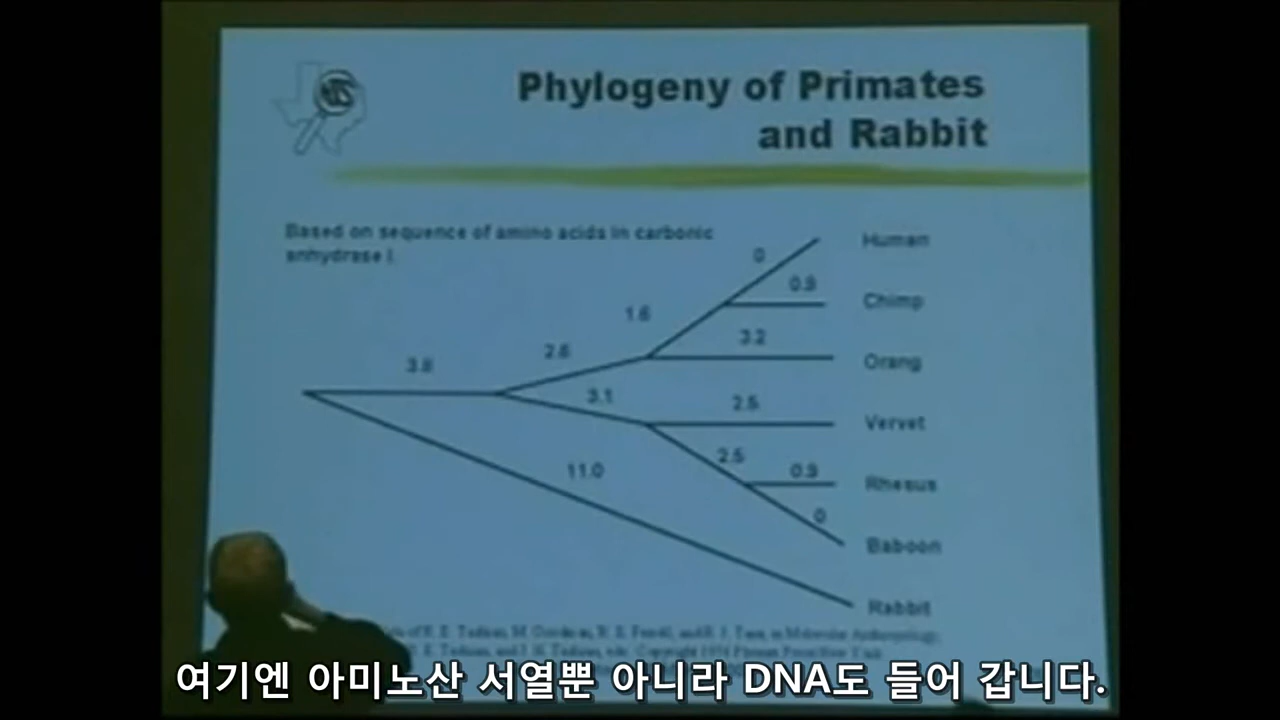 Phylogeny of Primates
and Rabbit
Based on sequence of amino acids in carbonic
anhydrase I.
Human
0
0.9
Chimp
1.6
3.2
Orang
2.6
3.8
3.1
2.5
Vervet
2.5
0.9
Rhesus
11.0
0
Baboon
Rabbit
여기엔 아미노산 서열뿐 아니라 DNA도 들어 갑니다.